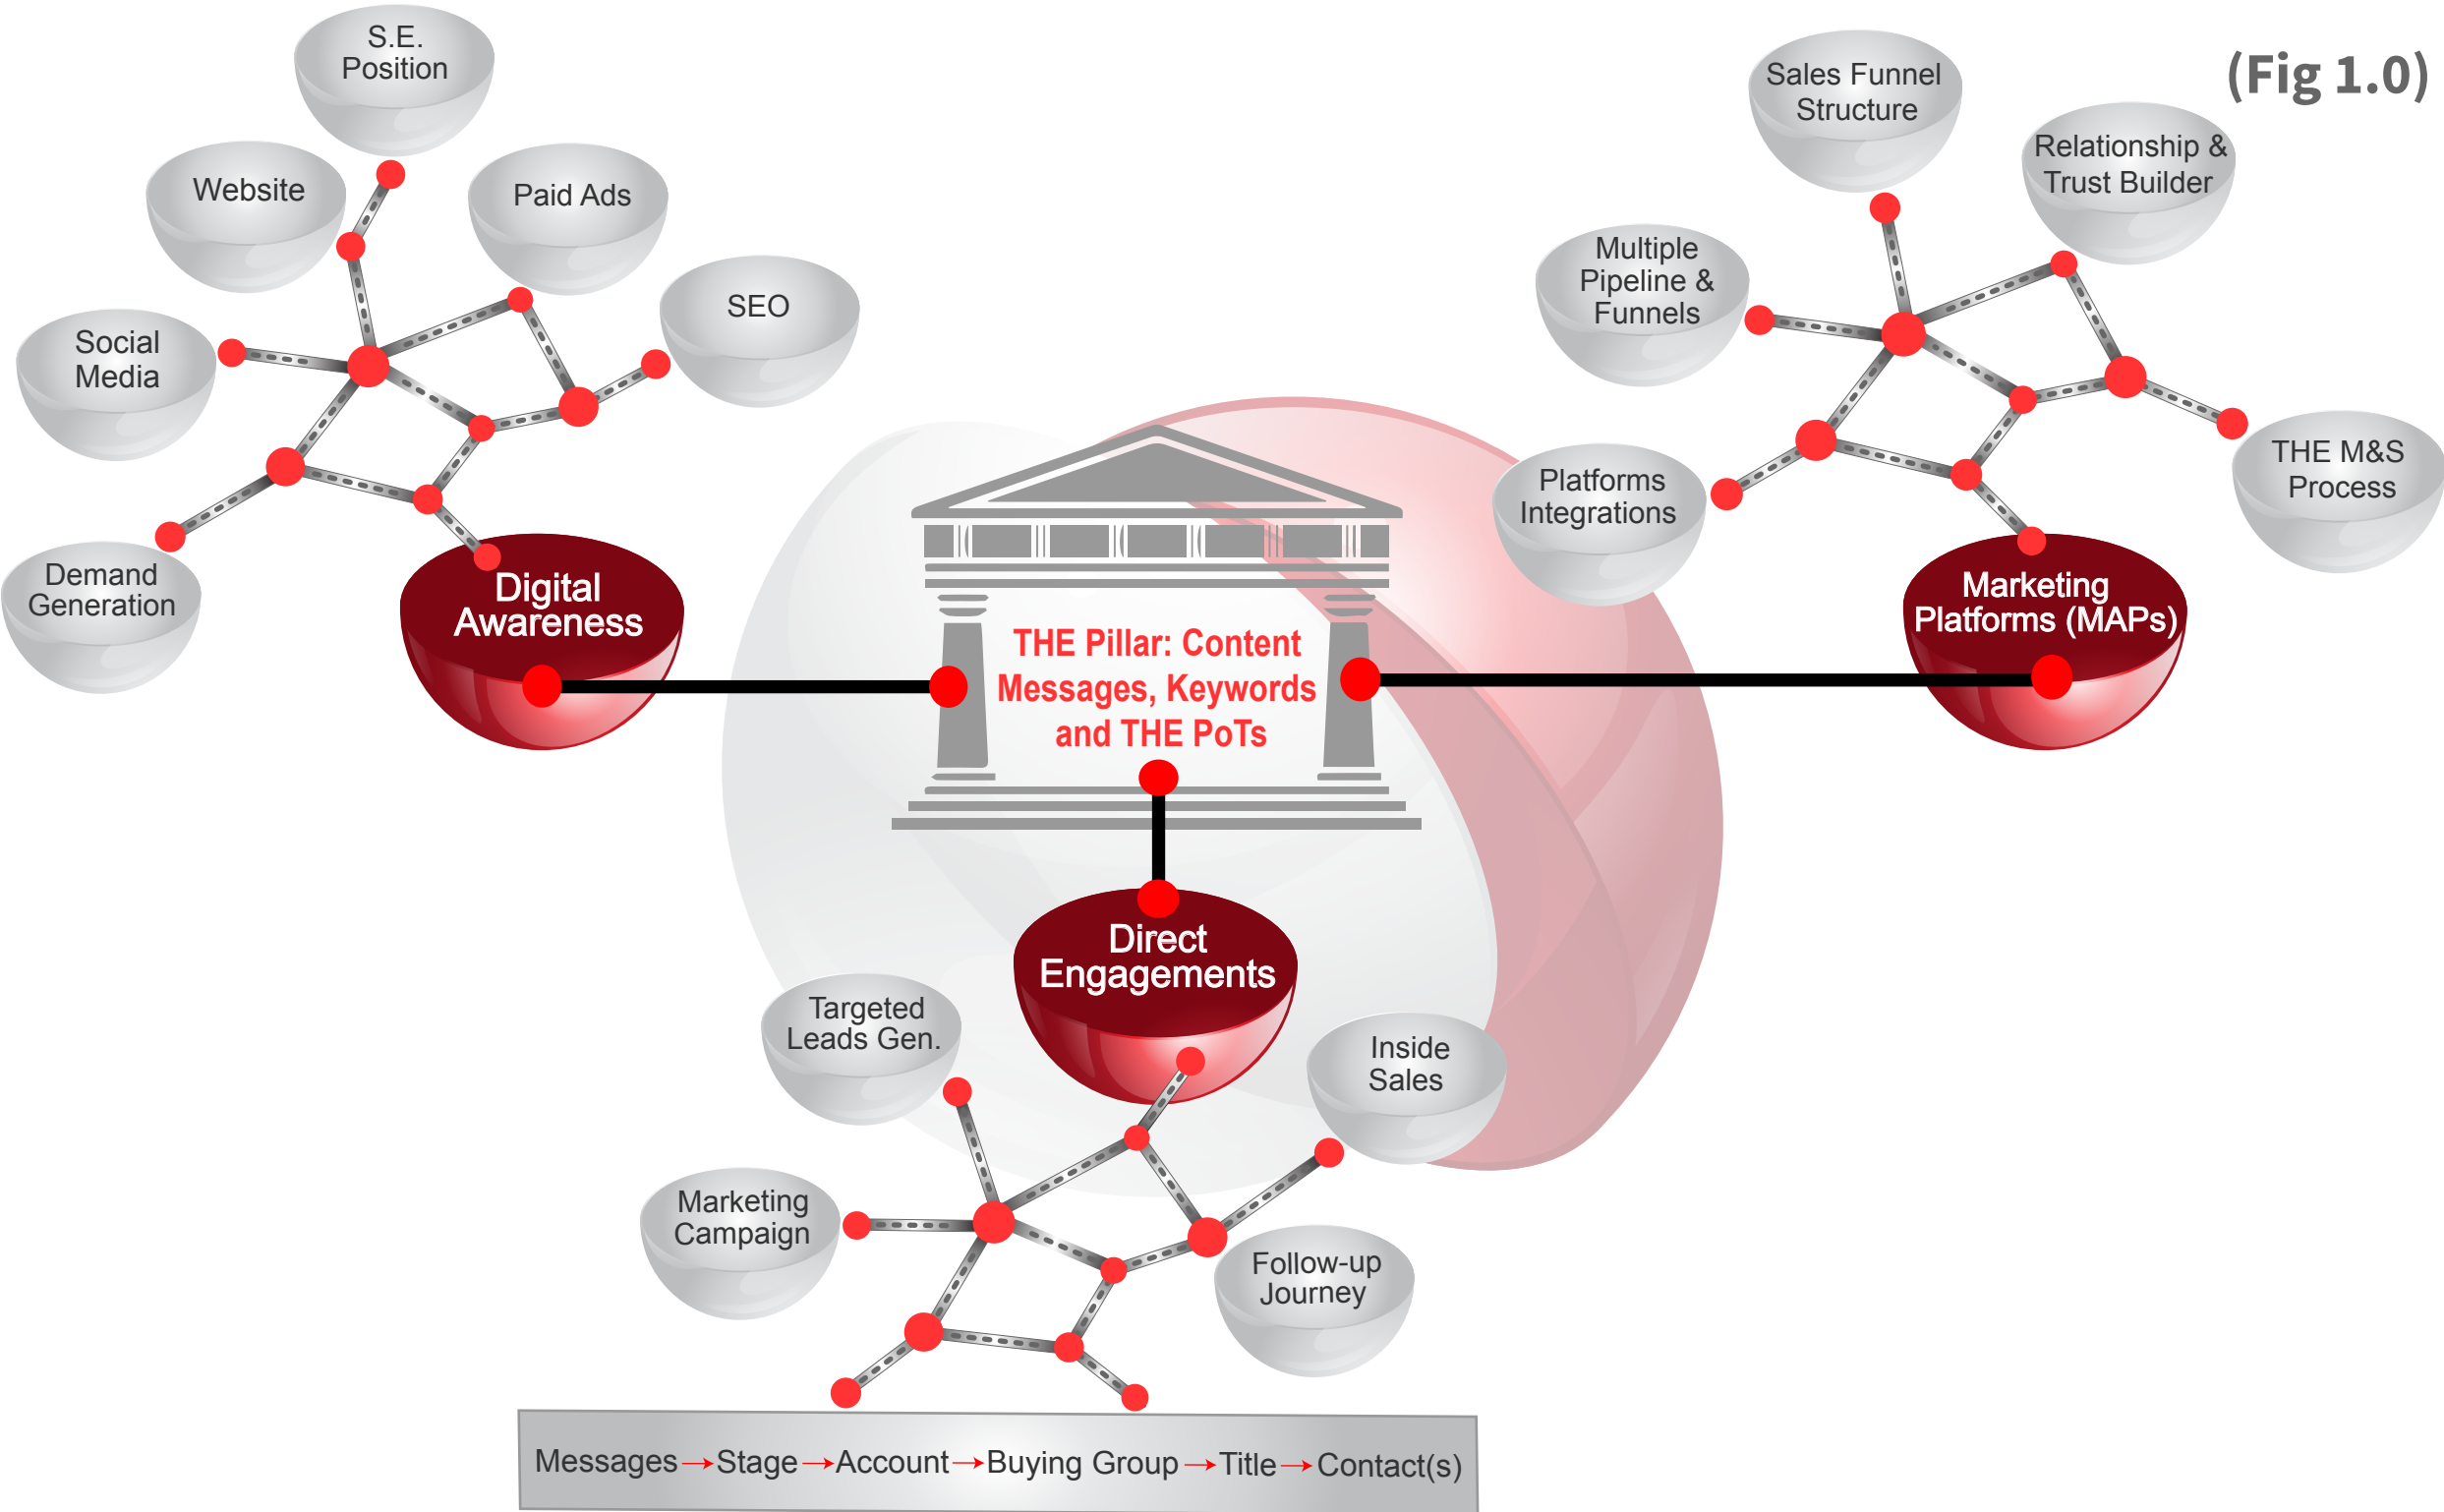 (Fig 1.0)
S.E.
Position
Website
Paid Ads
SEO
Social
Media
Demand
Generation
Digital
Awareness
Sales Funnel
Structure
Relationship &
Trust Builder
Multiple
Pipeline &
Funnels
Platforms
Integrations
THE M&S
Process
Marketing
Platforms (MAPs)
THE Pillar: Content
Messages, Keywords
and THE PoTs
Direct
Engagements
Targeted
Leads Gen.
Inside
Sales
Marketing
Campaign
Follow-up
Journey
Messages→Stage→Account→Buying Group→Title→Contact(s)